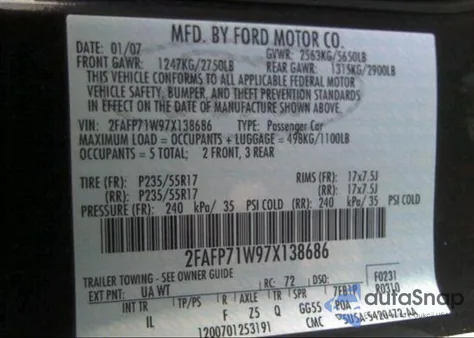 MFD. BY FORD MOTOR CO.
DATE: 01/07 GVWR: 2563KG/5650LB
FRONT GAWR: 1247KG/2750LB REAR GAWR: 1315KG/2900LB
THIS VEHICLE CONFORMS TO ALL APPLICABLE FEDERAL MOTOR
VEHICLE SAFETY, BUMPER, AND THEFT PREVENTION STANDARDS
IN EFFECT ON THE DATE OF MANUFACTURE SHOWN ABOVE.
VIN: 2FAFP71W97X138686 TYPE: Passenger Car
MAXIMUM LOAD = OCCUPANTS + LUGGAGE = 498KG/1100LB
OCCUPANTS = 5 TOTAL: 2 FRONT, 3 REAR
TIRE (FR): P235/55R17 RIMS (FR): 17x7.5J
(RR): P235/55R17 (RR): 17x7.5J
PRESSURE (FR): 240 kPa/ 35 PSI COLD (RR): 240 kPa/ 35 PSI COLD
2FAFP71W97X138686
TRAILER TOWING - SEE OWNER GUIDE F0231
EXT PNT: UA WT RC: 72 DSO: R0310
INT TR TP/PS R AXLE TR SPR
IL F Z5 Q GG55
1200701253191 CMC 5U5A-5420472-AA
autoSnap